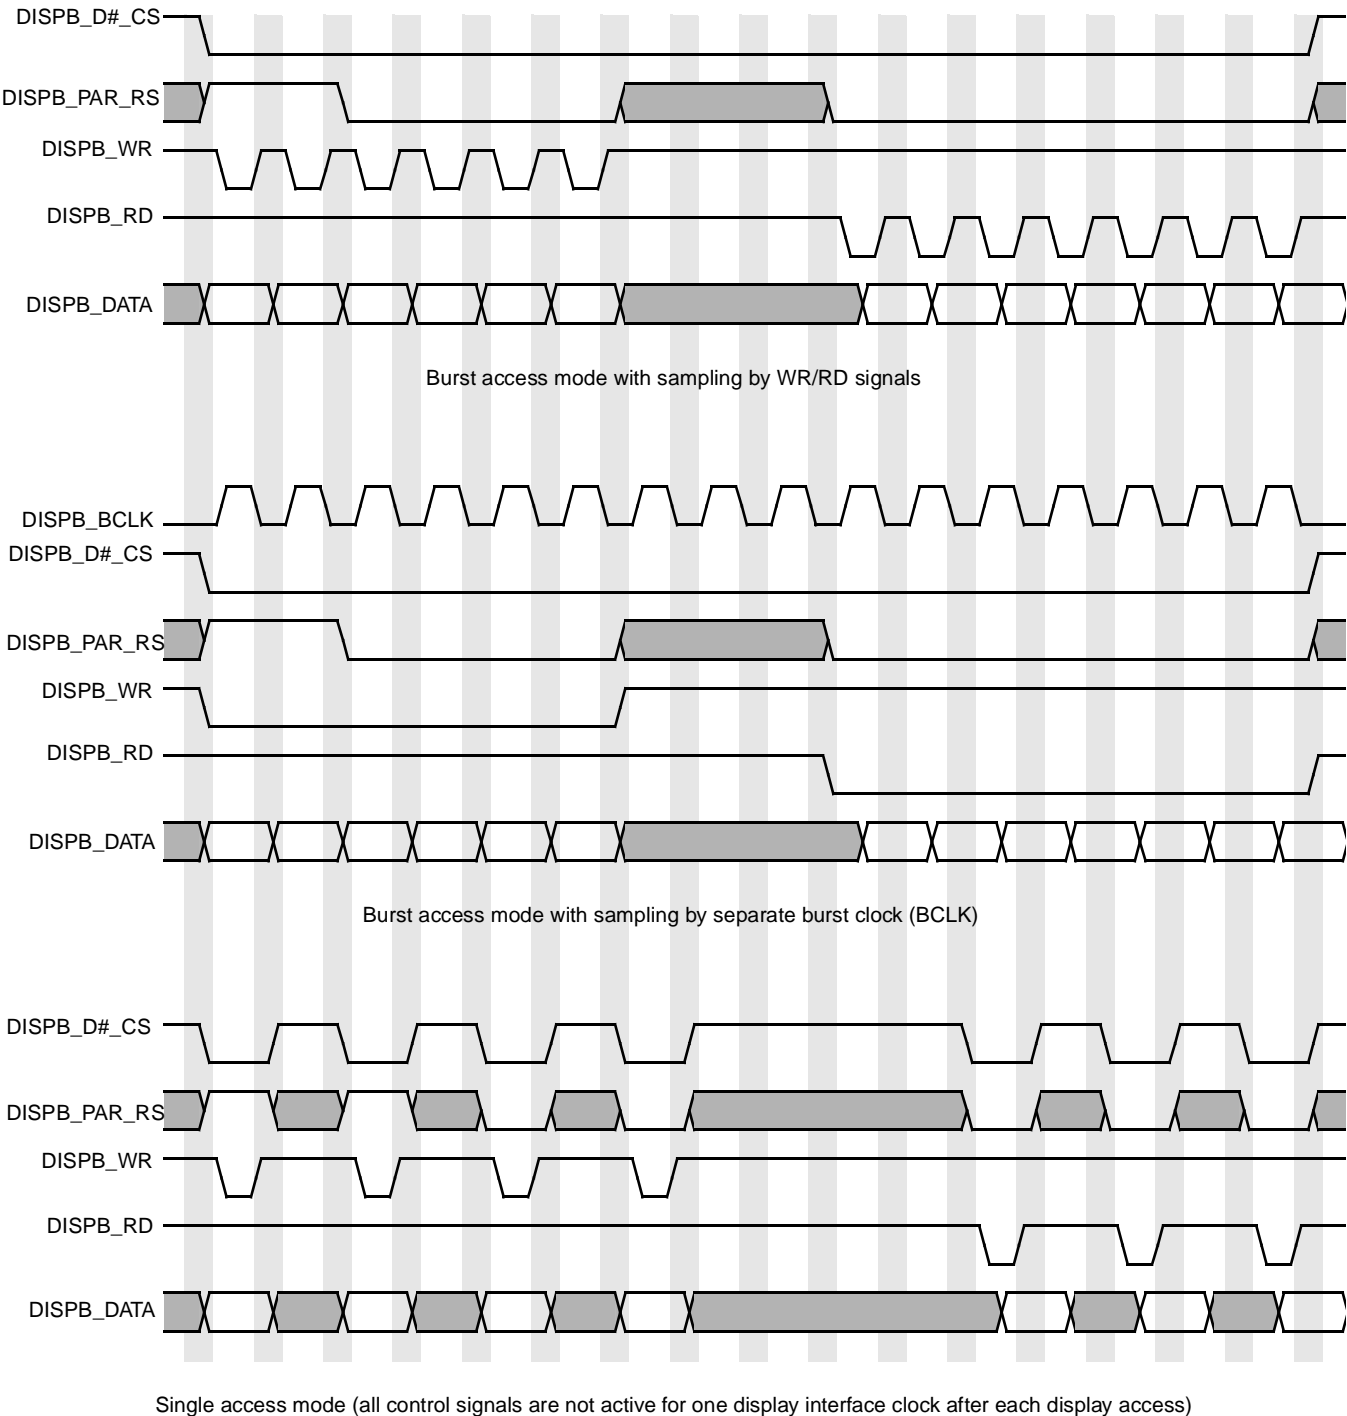 DISPB_D#_CS
DISPB_PAR_RS
DISPB_WR
DISPB_RD
DISPB_DATA
Burst access mode with sampling by WR/RD signals
DISPB_BCLK
DISPB_D#_CS
DISPB_PAR_RS
DISPB_WR
DISPB_RD
DISPB_DATA
Burst access mode with sampling by separate burst clock (BCLK)
DISPB_D#_CS
DISPB_PAR_RS
DISPB_WR
DISPB_RD
DISPB_DATA
Single access mode (all control signals are not active for one display interface clock after each display access)